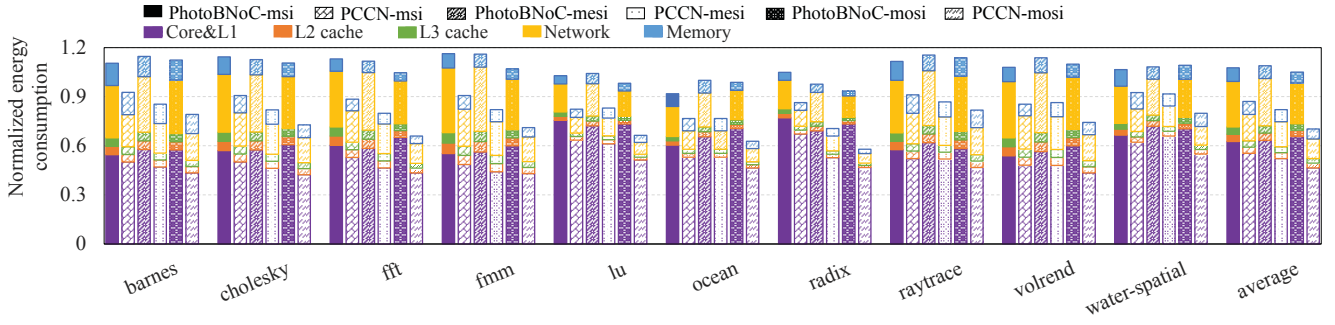 PhotoBNoC-msi PCCN-msi PhotoBNoC-mesi PCCN-mesi PhotoBNoC-mosi PCCN-mosi
Core&L1 L2 cache L3 cache Network Memory
Normalized energy
consumption
1.2
0.9
0.6
0.3
0
barnes cholesky fft fmm lu ocean radix raytrace volrend water-spatial average